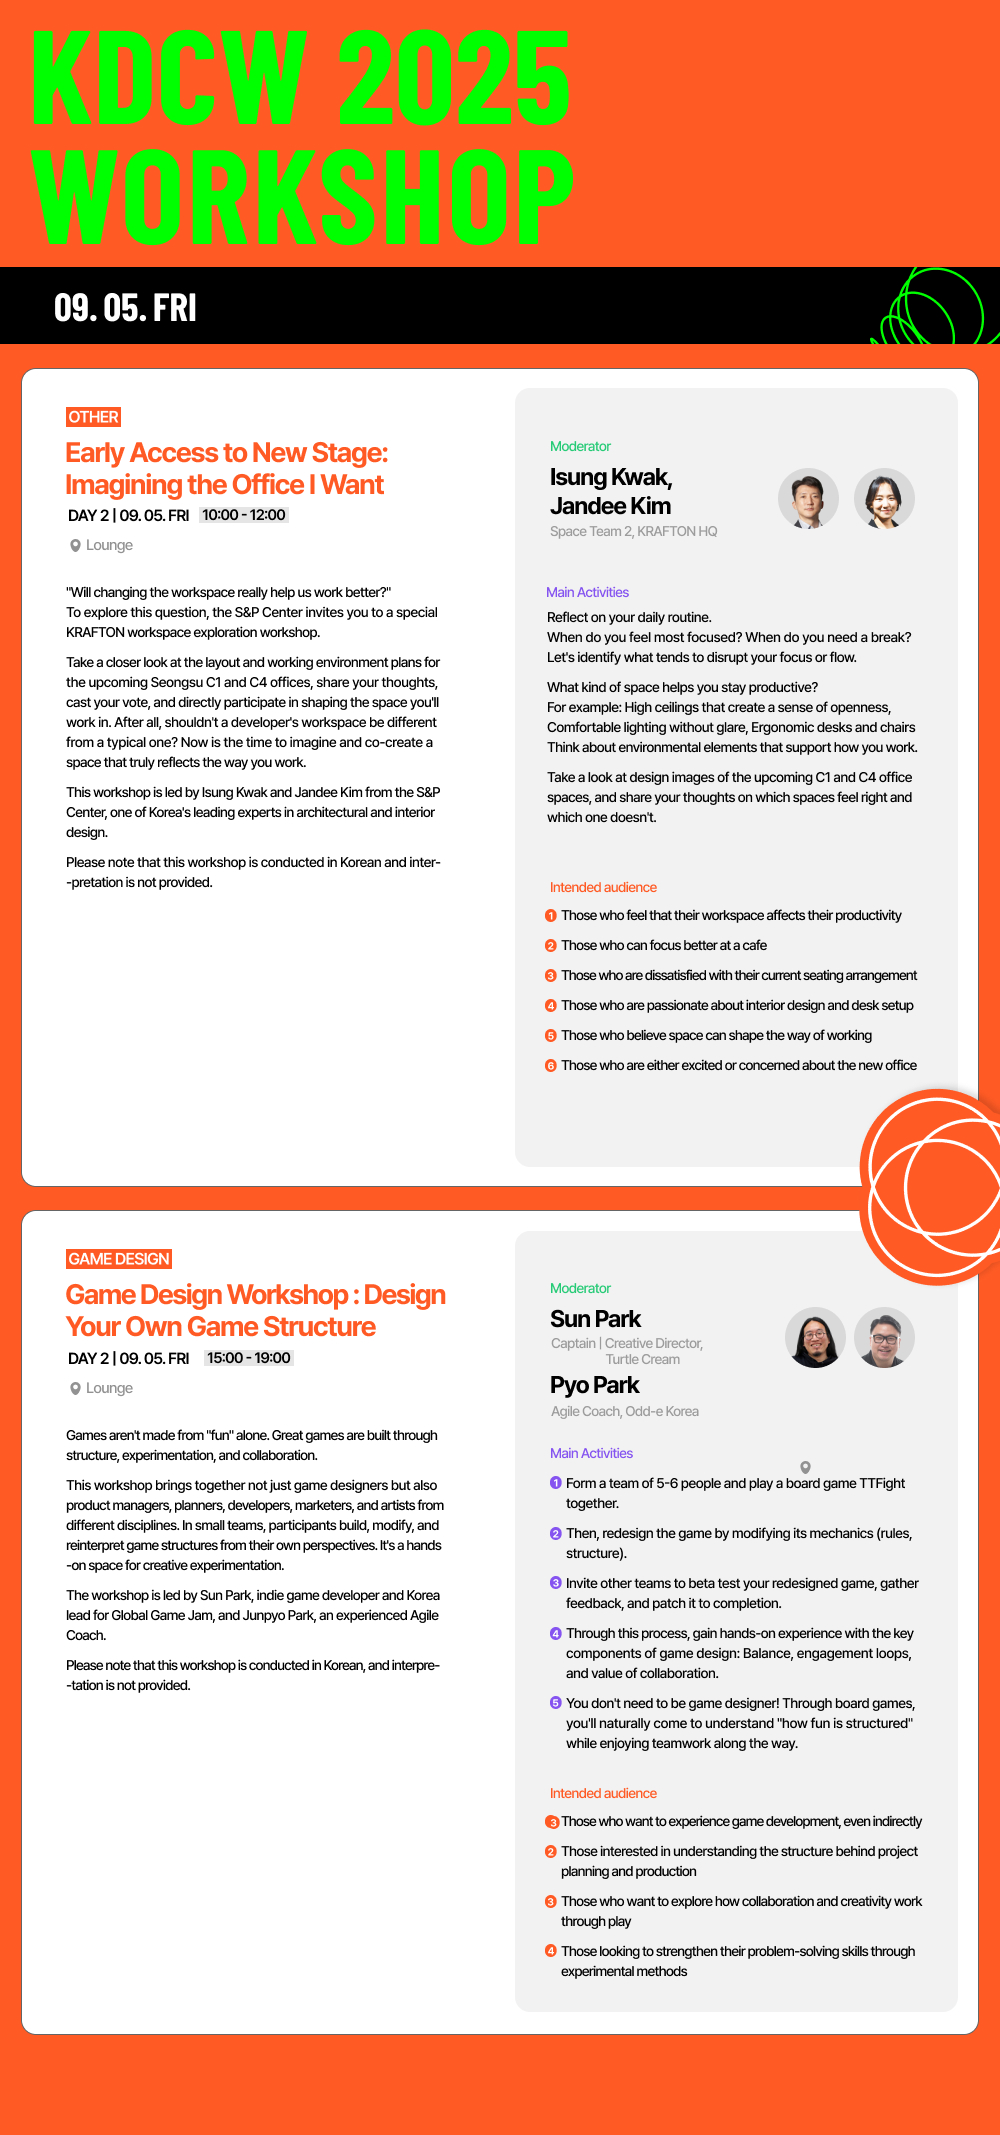 KDCW 2025
WORKSHOP
09. 05. FRI
OTHER
Early Access to New Stage:
Imagining the Office I Want
DAY 2 | 09. 05. FRI 10:00 - 12:00
Lounge
"Will changing the workspace really help us work better?"
To explore this question, the S&P Center invites you to a special
KRAFTON workspace exploration workshop.
Take a closer look at the layout and working environment plans for
the upcoming Seongsu C1 and C4 offices, share your thoughts,
cast your vote, and directly participate in shaping the space you'll
work in. After all, shouldn't a developer's workspace be different
from a typical one? Now is the time to imagine and co-create a
space that truly reflects the way you work.
This workshop is led by Isung Kwak and Jandee Kim from the S&P
Center, one of Korea's leading experts in architectural and interior
design.
Please note that this workshop is conducted in Korean and inter-
-pretation is not provided.
Moderator
Isung Kwak,
Jandee Kim
Space Team 2, KRAFTON HQ
Main Activities
Reflect on your daily routine.
When do you feel most focused? When do you need a break?
Let's identify what tends to disrupt your focus or flow.
What kind of space helps you stay productive?
For example: High ceilings that create a sense of openness,
Comfortable lighting without glare, Ergonomic desks and chairs
Think about environmental elements that support how you work.
Take a look at design images of the upcoming C1 and C4 office
spaces, and share your thoughts on which spaces feel right and
which one doesn't.
Intended audience
1 Those who feel that their workspace affects their productivity
2 Those who can focus better at a cafe
3 Those who are dissatisfied with their current seating arrangement
4 Those who are passionate about interior design and desk setup
5 Those who believe space can shape the way of working
6 Those who are either excited or concerned about the new office
GAME DESIGN
Game Design Workshop : Design
Your Own Game Structure
DAY 2 | 09. 05. FRI 15:00 - 19:00
Lounge
Games aren't made from "fun" alone. Great games are built through
structure, experimentation, and collaboration.
This workshop brings together not just game designers but also
product managers, planners, developers, marketers, and artists from
different disciplines. In small teams, participants build, modify, and
reinterpret game structures from their own perspectives. It's a hands
-on space for creative experimentation.
The workshop is led by Sun Park, indie game developer and Korea
lead for Global Game Jam, and Junpyo Park, an experienced Agile
Coach.
Please note that this workshop is conducted in Korean, and interpre-
-tation is not provided.
Moderator
Sun Park
Captain | Creative Director,
Turtle Cream
Pyo Park
Agile Coach, Odd-e Korea
Main Activities
1 Form a team of 5-6 people and play a board game TTFight
together.
2 Then, redesign the game by modifying its mechanics (rules,
structure).
3 Invite other teams to beta test your redesigned game, gather
feedback, and patch it to completion.
4 Through this process, gain hands-on experience with the key
components of game design: Balance, engagement loops,
and value of collaboration.
5 You don't need to be game designer! Through board games,
you'll naturally come to understand "how fun is structured"
while enjoying teamwork along the way.
Intended audience
3 Those who want to experience game development, even indirectly
2 Those interested in understanding the structure behind project
planning and production
3 Those who want to explore how collaboration and creativity work
through play
4 Those looking to strengthen their problem-solving skills through
experimental methods